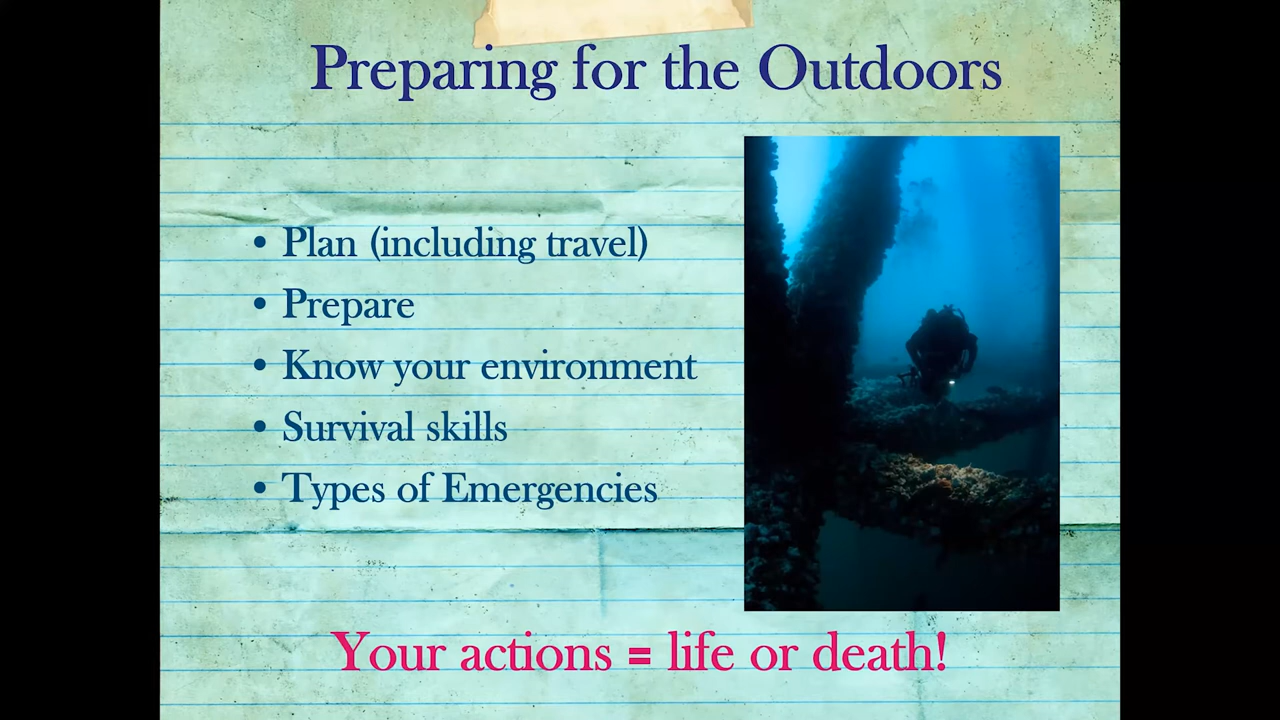 Preparing for the Outdoors
• Plan (including travel)
• Prepare
• Know your environment
• Survival skills
• Types of Emergencies
Your actions = life or death!